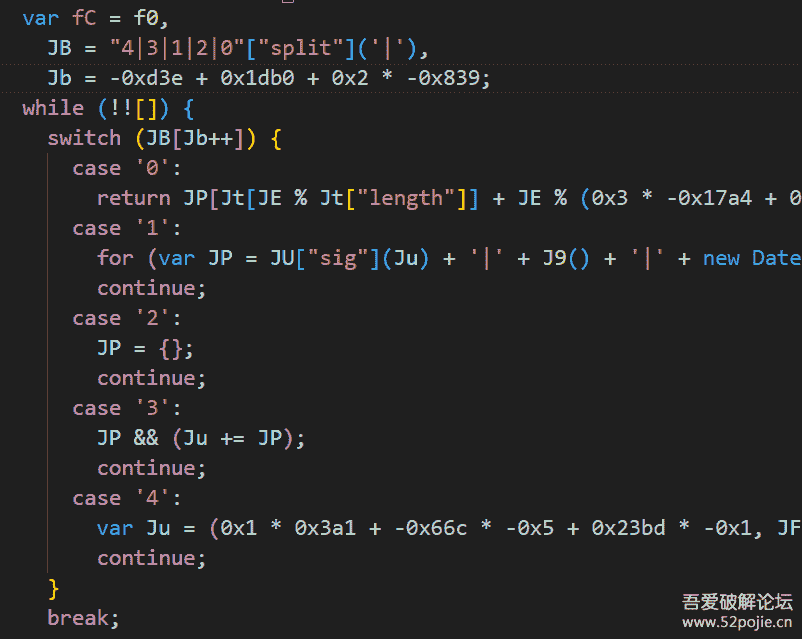 var fC = f0,
JB = "4|3|1|2|0"["split"]('|'),
Jb = -0xd3e + 0x1db0 + 0x2 * -0x839;
while (!![]) {
switch (JB[Jb++]) {
case '0':
return JP[Jt[JE % Jt["length"]] + JE % (0x3 * -0x17a4 + 0
case '1':
for (var JP = JU["sig"](Ju) + '|' + J9() + '|' + new Date
continue;
case '2':
JP = {};
continue;
case '3':
JP && (Ju += JP);
continue;
case '4':
var Ju = (0x1 * 0x3a1 + -0x66c * -0x5 + 0x23bd * -0x1, JF
continue;
}
break;
吾爱破解论坛
www.52pojie.cn